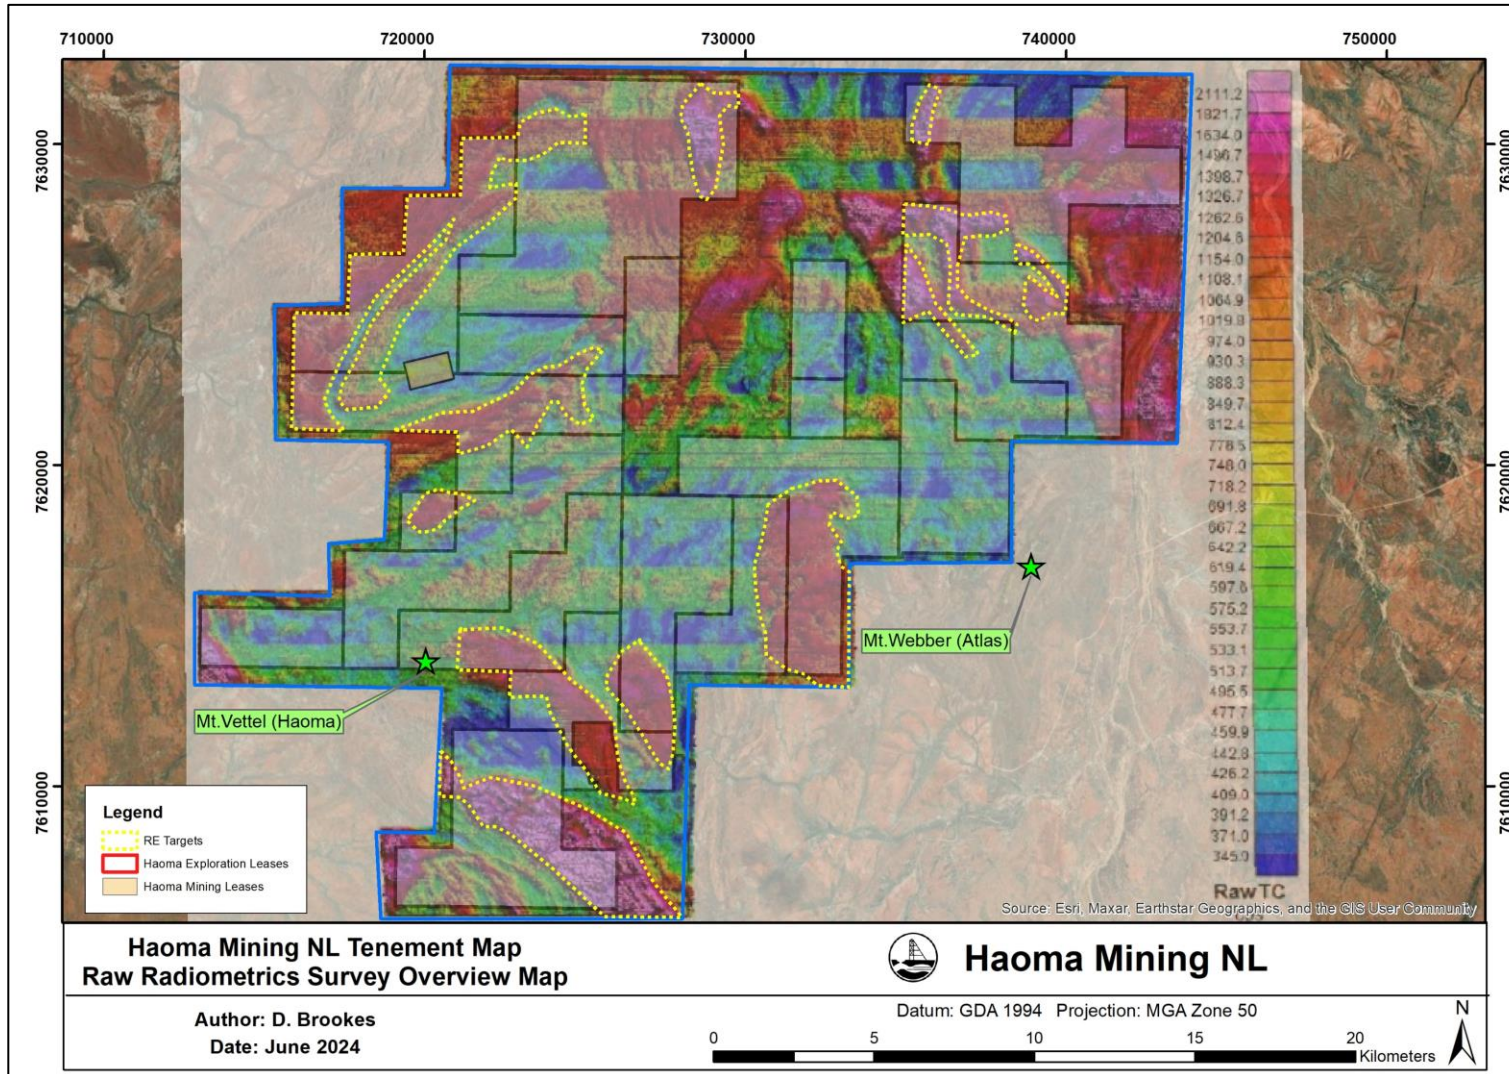 710000
720000
730000
740000
750000
7630000
7630000
7620000
7620000
7610000
7610000
2111.2
1821.7
1634.0
1496.7
1398.7
1326.7
1262.6
1204.8
1154.0
1108.1
1064.9
1019.8
974.0
930.3
888.3
849.7
812.4
778.5
748.0
718.2
691.8
667.2
642.2
619.4
597.6
575.2
553.7
533.1
513.7
495.5
477.7
459.9
442.8
426.2
409.0
391.2
371.0
345.0
Raw TC
Mt.Webber (Atlas)
Mt.Vettel (Haoma)
Legend
RE Targets
Haoma Exploration Leases
Haoma Mining Leases
Source: Esri, Maxar, Earthstar Geographics, and the GIS User Community
Haoma Mining NL Tenement Map
Raw Radiometrics Survey Overview Map
Haoma Mining NL
Author: D. Brookes
Date: June 2024
Datum: GDA 1994 Projection: MGA Zone 50
0 5 10 15 20
Kilometers
N